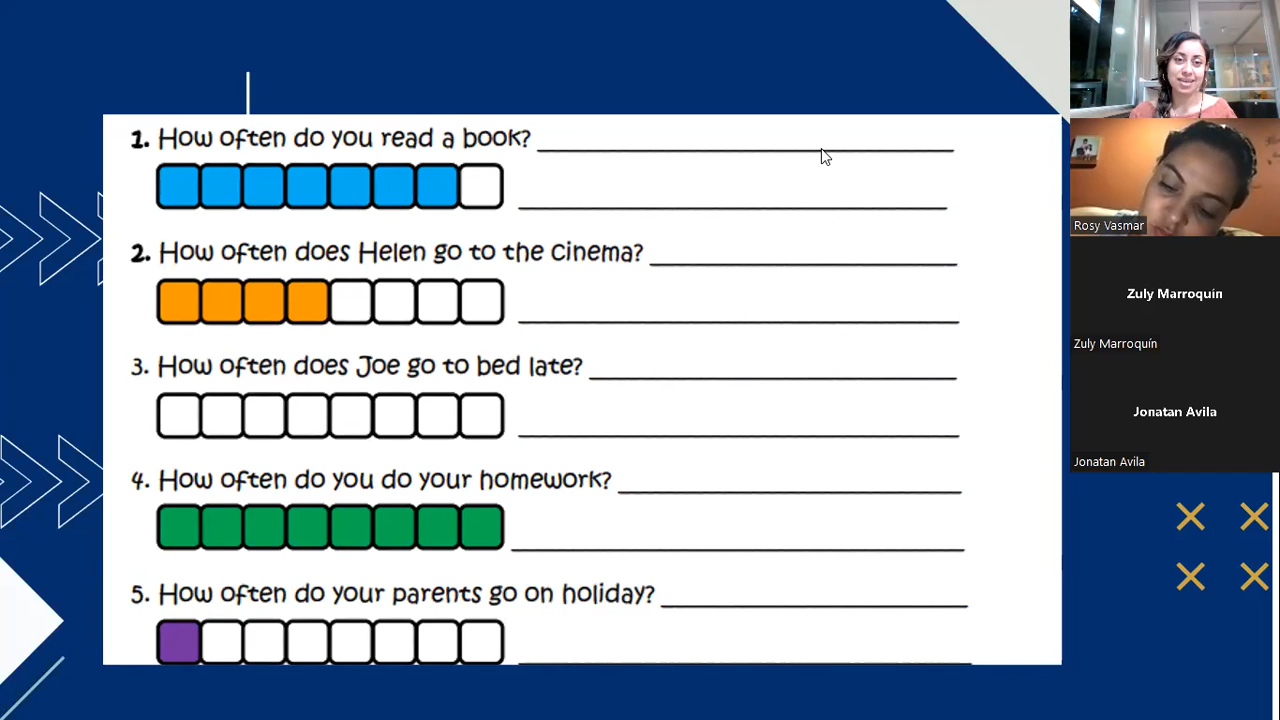 1. How often do you read a book?
2. How often does Helen go to the cinema?
3. How often does Joe go to bed late?
4. How often do you do your homework?
5. How often do your parents go on holiday?
Rosy Vasmar
Zuly Marroquín
Zuly Marroquín
Jonatan Avila
Jonatan Avila